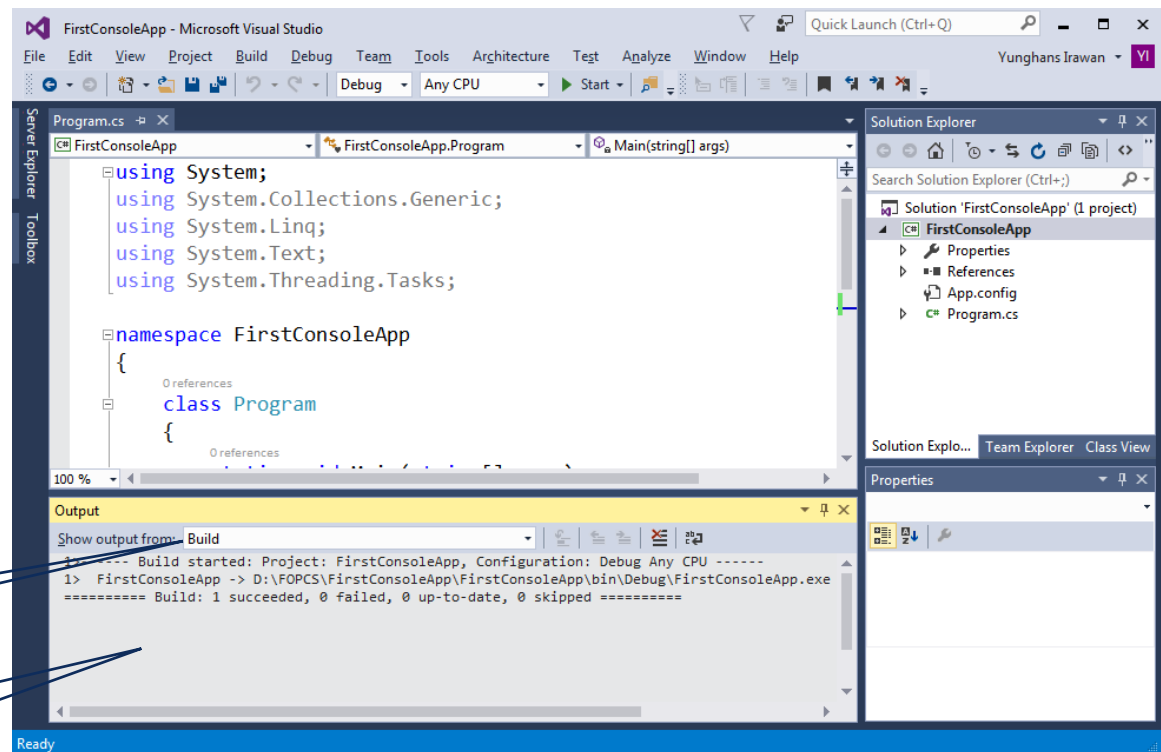 FirstConsoleApp - Microsoft Visual Studio
Quick Launch (Ctrl+Q)
File Edit View Project Build Debug Team Tools Architecture Test Analyze Window Help
Yunghans Irawan YI
Debug Any CPU Start
Server Explorer
Toolbox
Program.cs
C# FirstConsoleApp FirstConsoleApp.Program Main(string[] args)
using System;
using System.Collections.Generic;
using System.Linq;
using System.Text;
using System.Threading.Tasks;
namespace FirstConsoleApp
{
0 references
class Program
{
0 references
100 %
Solution Explorer
Search Solution Explorer (Ctrl+;)
Solution 'FirstConsoleApp' (1 project)
C# FirstConsoleApp
Properties
References
App.config
C# Program.cs
Solution Explo... Team Explorer Class View
Properties
Output
Show output from: Build
1>------ Build started: Project: FirstConsoleApp, Configuration: Debug Any CPU ------
1> FirstConsoleApp -> D:\FOPCS\FirstConsoleApp\FirstConsoleApp\bin\Debug\FirstConsoleApp.exe
========== Build: 1 succeeded, 0 failed, 0 up-to-date, 0 skipped ==========
Ready